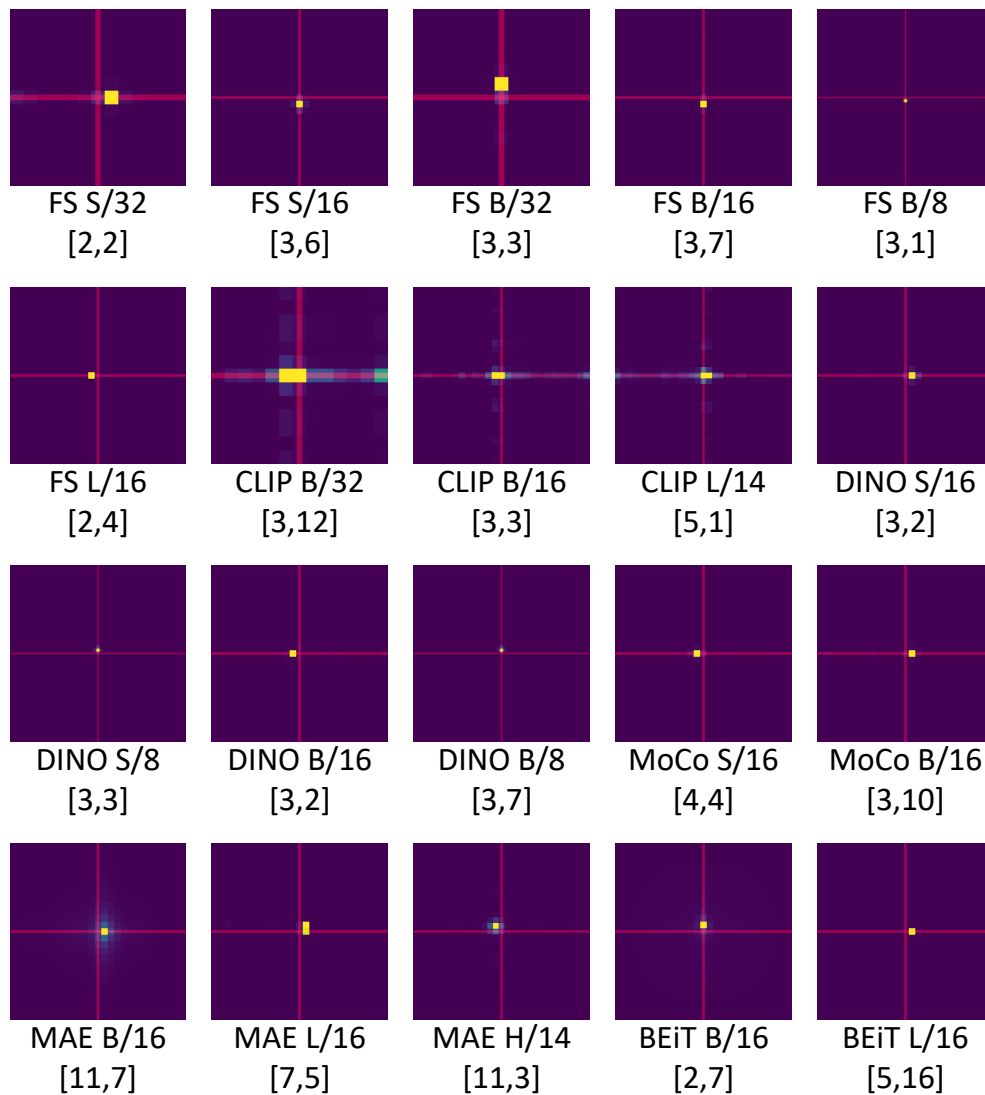 FS S/32 FS S/16 FS B/32 FS B/16 FS B/8
[2,2] [3,6] [3,3] [3,7] [3,1]
FS L/16 CLIP B/32 CLIP B/16 CLIP L/14 DINO S/16
[2,4] [3,12] [3,3] [5,1] [3,2]
DINO S/8 DINO B/16 DINO B/8 MoCo S/16 MoCo B/16
[3,3] [3,2] [3,7] [4,4] [3,10]
MAE B/16 MAE L/16 MAE H/14 BEiT B/16 BEiT L/16
[11,7] [7,5] [11,3] [2,7] [5,16]